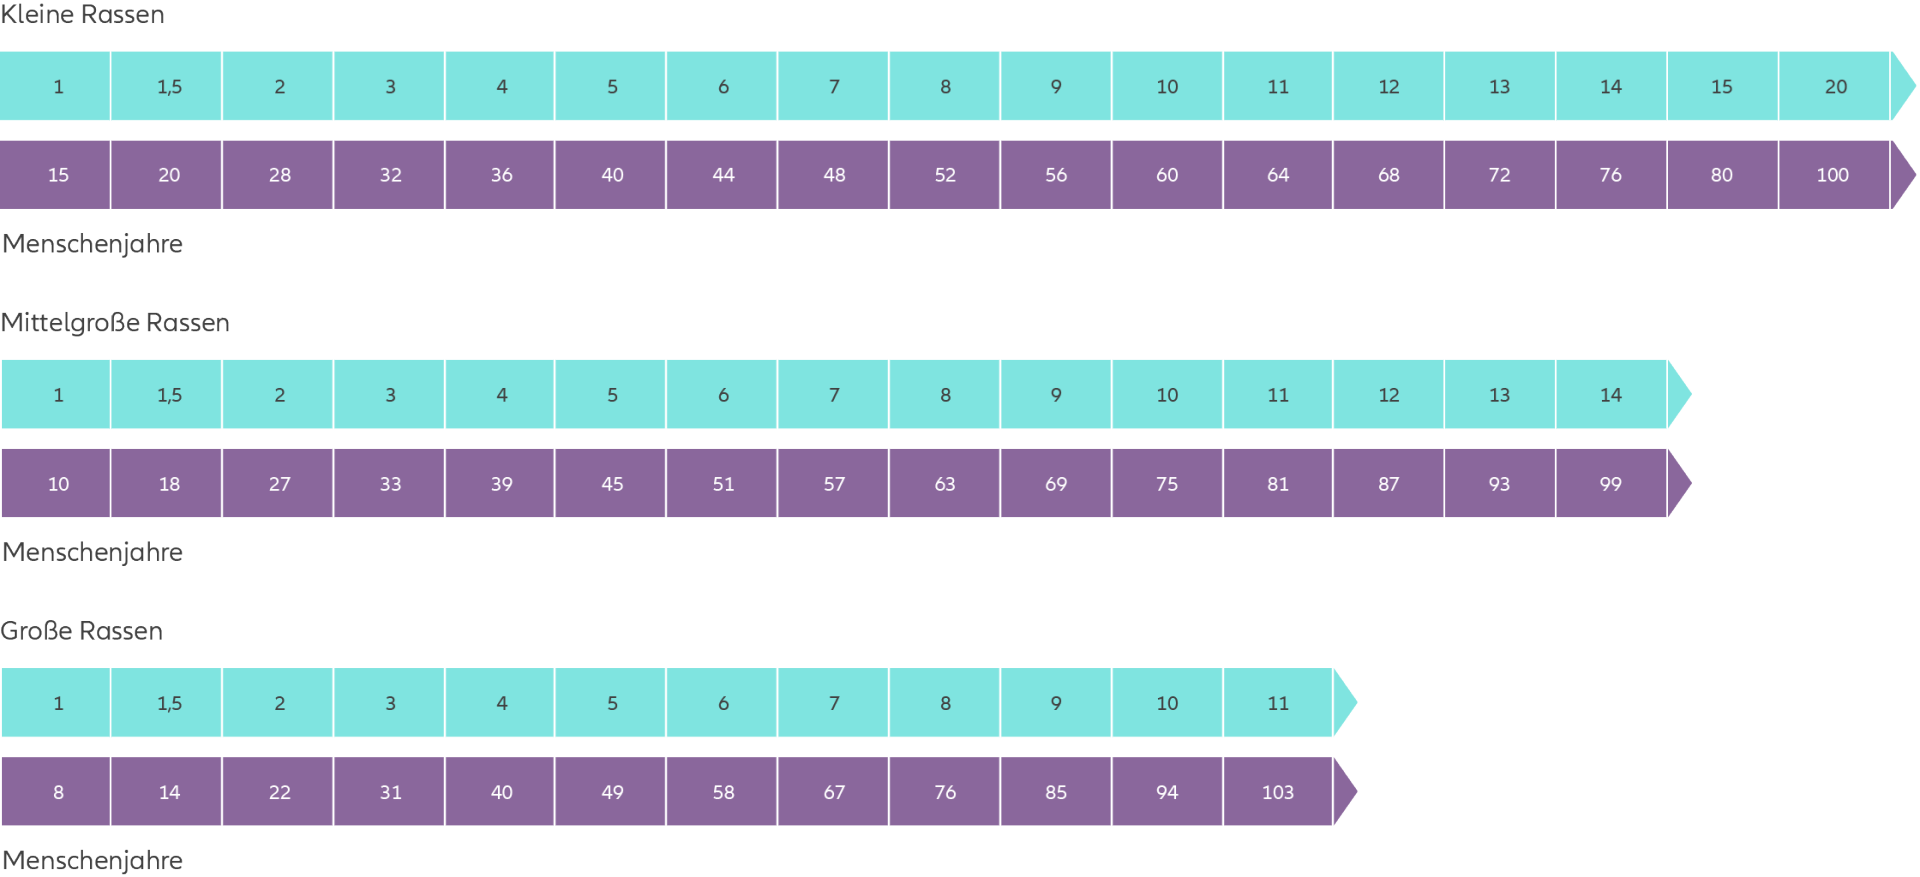 Kleine Rassen
1 1,5 2 3 4 5 6 7 8 9 10 11 12 13 14 15 20
15 20 28 32 36 40 44 48 52 56 60 64 68 72 76 80 100
Menschenjahre
Mittelgroße Rassen
1 1,5 2 3 4 5 6 7 8 9 10 11 12 13 14
10 18 27 33 39 45 51 57 63 69 75 81 87 93 99
Menschenjahre
Große Rassen
1 1,5 2 3 4 5 6 7 8 9 10 11
8 14 22 31 40 49 58 67 76 85 94 103
Menschenjahre